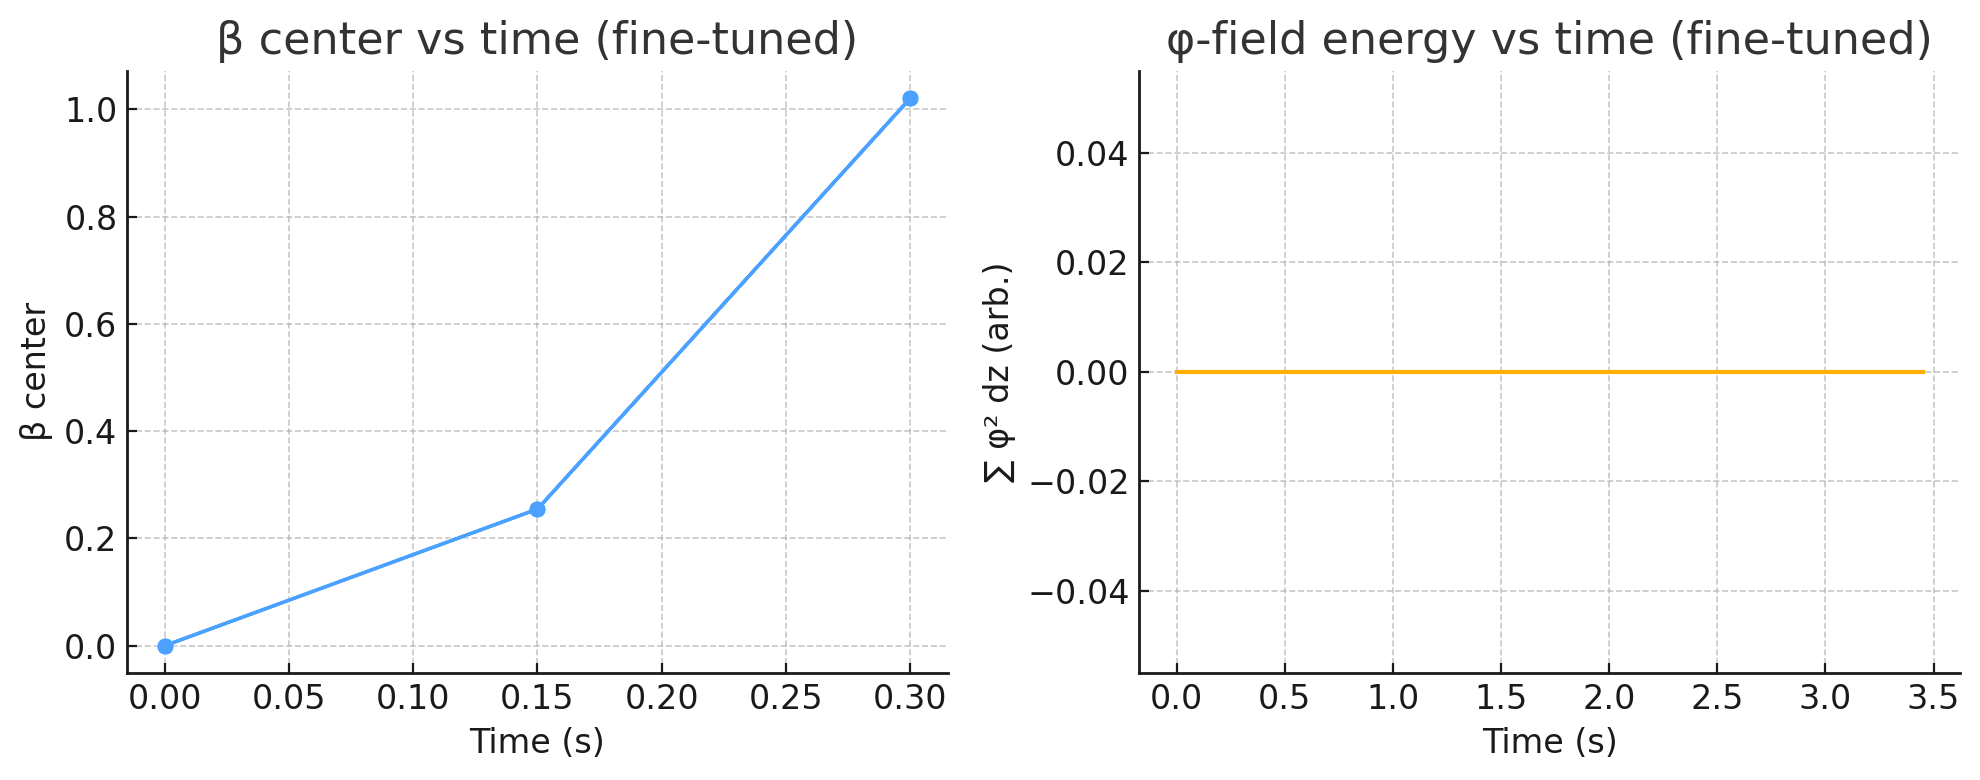 β center vs time (fine-tuned)
β center
1.0
0.8
0.6
0.4
0.2
0.0
0.00 0.05 0.10 0.15 0.20 0.25 0.30
Time (s)
φ-field energy vs time (fine-tuned)
∑ φ² dz (arb.)
0.04
0.02
0.00
−0.02
−0.04
0.0 0.5 1.0 1.5 2.0 2.5 3.0 3.5
Time (s)